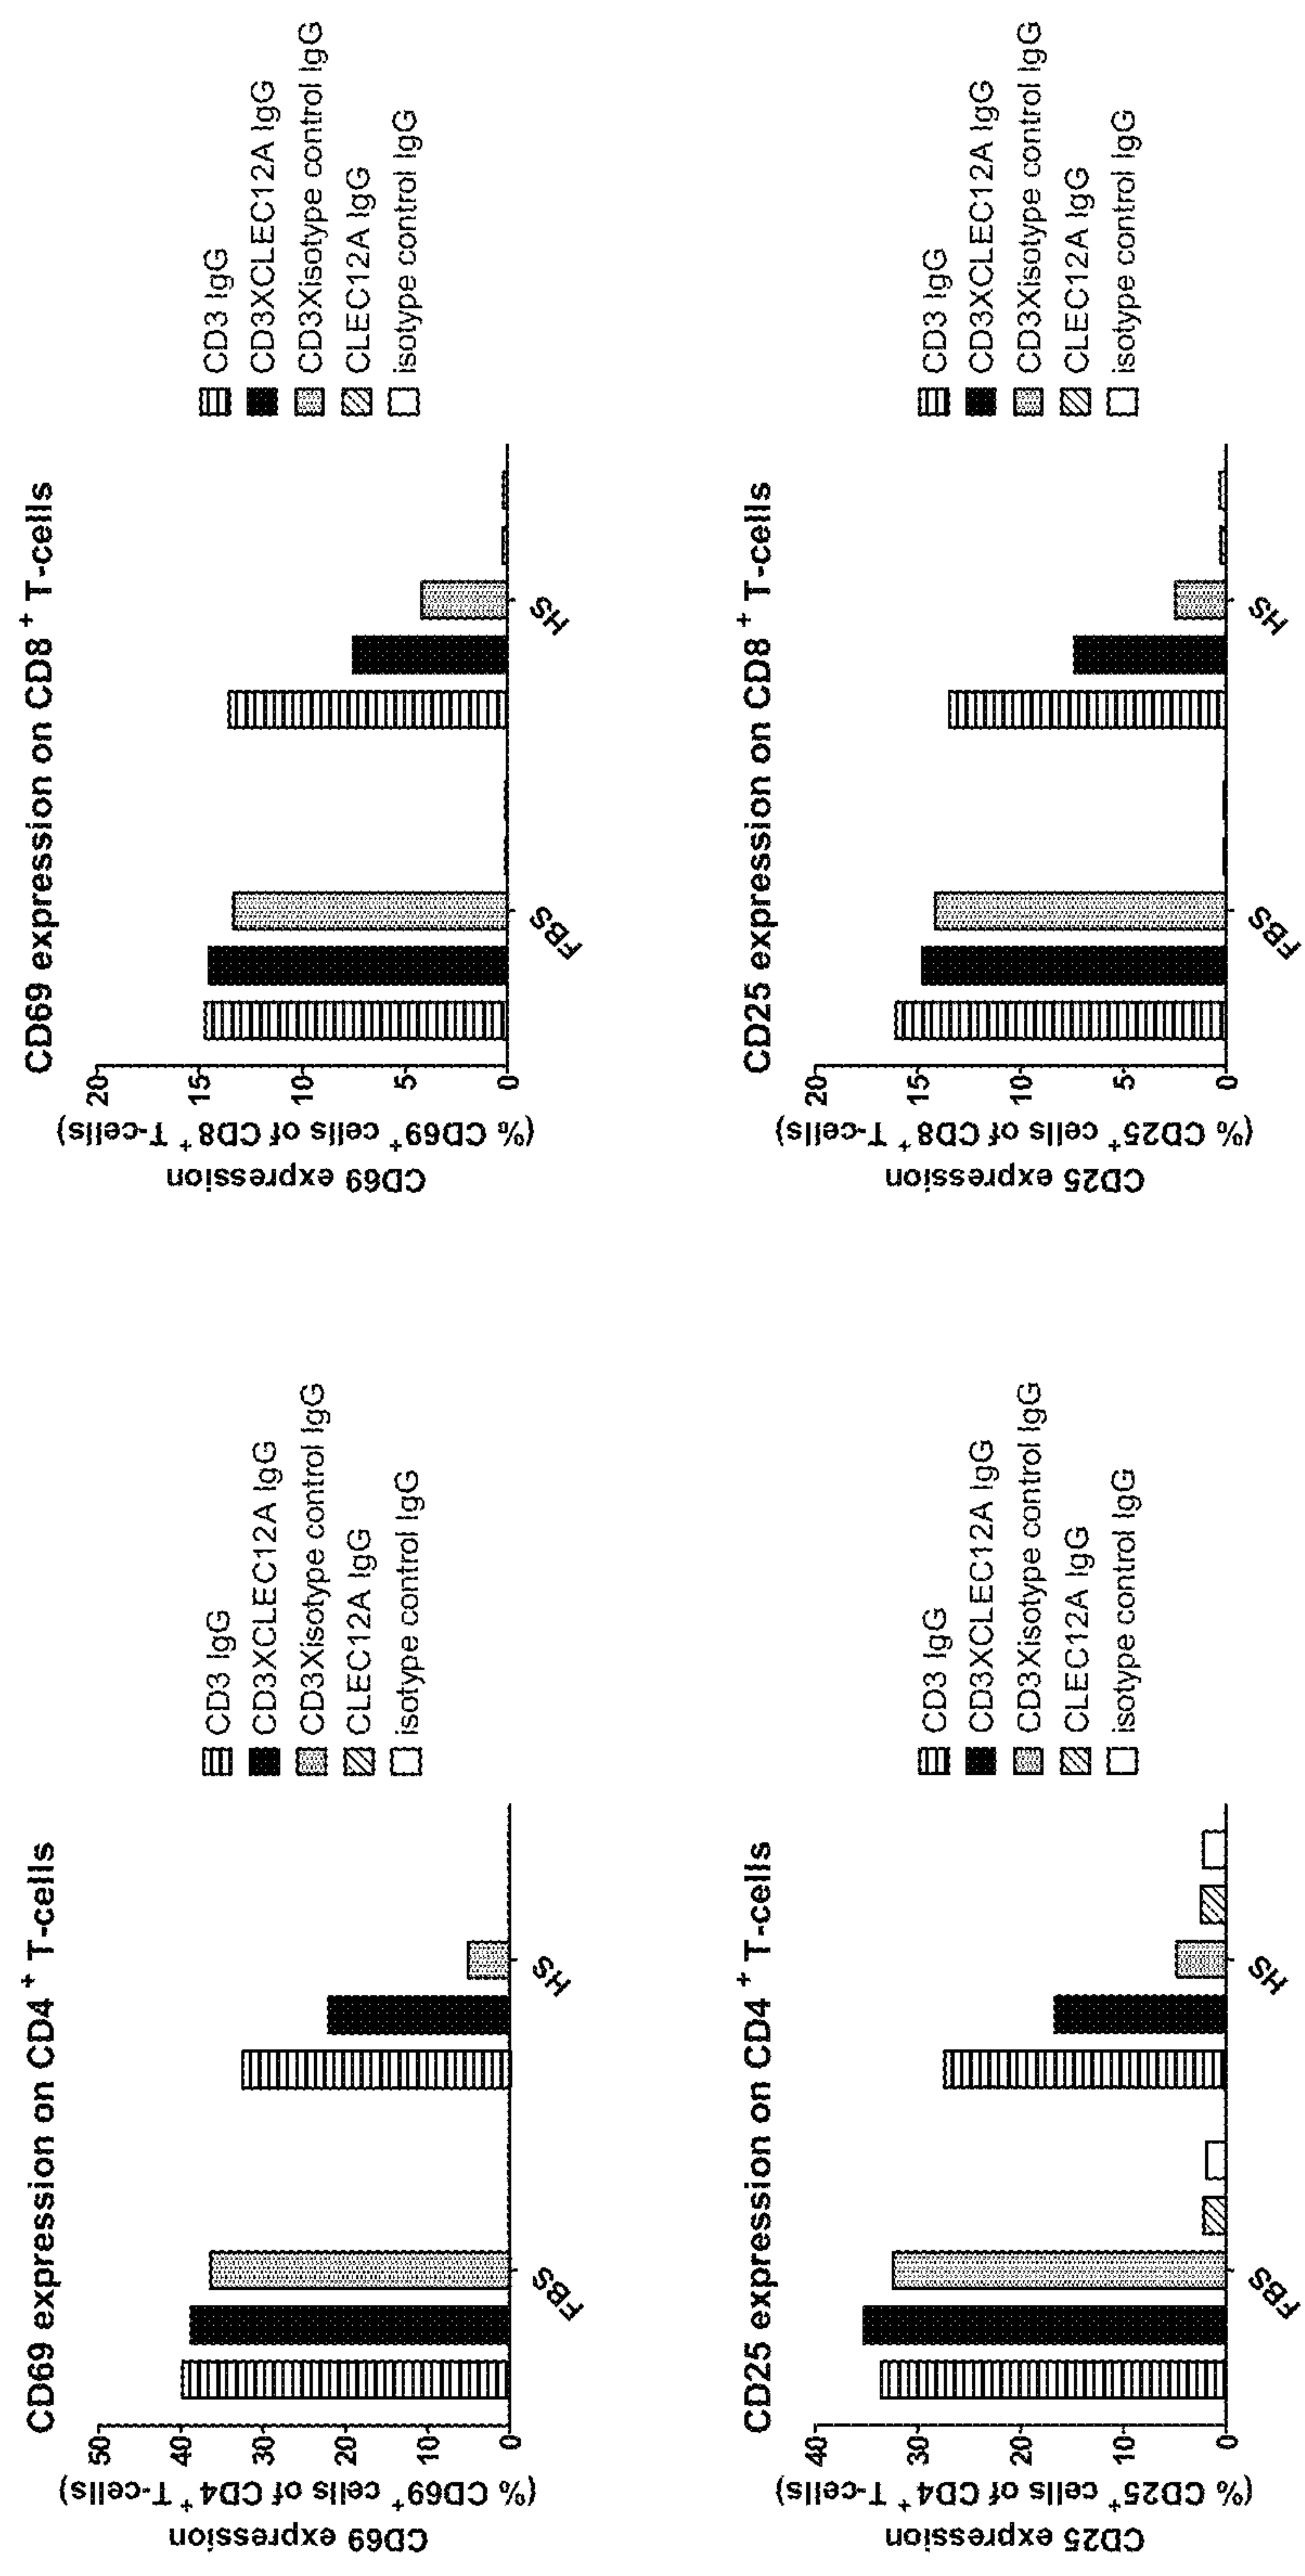 CD69 expression on CD4 + T-cells
CD69 expression
(% CD69+ cells of CD4+ T-cells)
50
40
30
20
10
0
FBS
HS
CD3 IgG
CD3XCLEC12A IgG
CD3Xisotype control IgG
CLEC12A IgG
isotype control IgG
CD69 expression on CD8 + T-cells
CD69 expression
(% CD69+ cells of CD8+ T-cells)
20
15
10
5
0
FBS
HS
CD3 IgG
CD3XCLEC12A IgG
CD3Xisotype control IgG
CLEC12A IgG
isotype control IgG
CD25 expression on CD4 + T-cells
CD25 expression
(% CD25+ cells of CD4+ T-cells)
40
30
20
10
0
FBS
HS
CD3 IgG
CD3XCLEC12A IgG
CD3Xisotype control IgG
CLEC12A IgG
isotype control IgG
CD25 expression on CD8 + T-cells
CD25 expression
(% CD25+ cells of CD8+ T-cells)
20
15
10
5
0
FBS
HS
CD3 IgG
CD3XCLEC12A IgG
CD3Xisotype control IgG
CLEC12A IgG
isotype control IgG